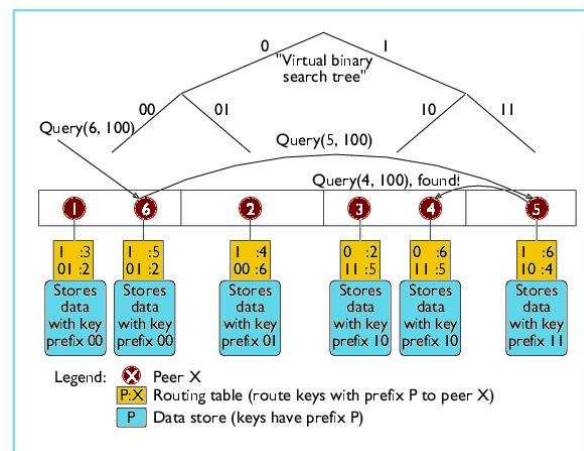 0 1
"Virtual binary
search tree"
00 01 10 11
Query(6, 100)
Query(5, 100)
Query(4, 100), found!
1 6 2 3 4 5
1 :3
01 :2
1 :5
01 :2
1 :4
00 :6
0 :2
11 :5
0 :6
11 :5
1 :6
10 :4
Stores
data
with key
prefix 00
Stores
data
with key
prefix 00
Stores
data
with key
prefix 01
Stores
data
with key
prefix 10
Stores
data
with key
prefix 10
Stores
data
with key
prefix 11
Legend: X Peer X
P:X Routing table (route keys with prefix P to peer X)
P Data store (keys have prefix P)